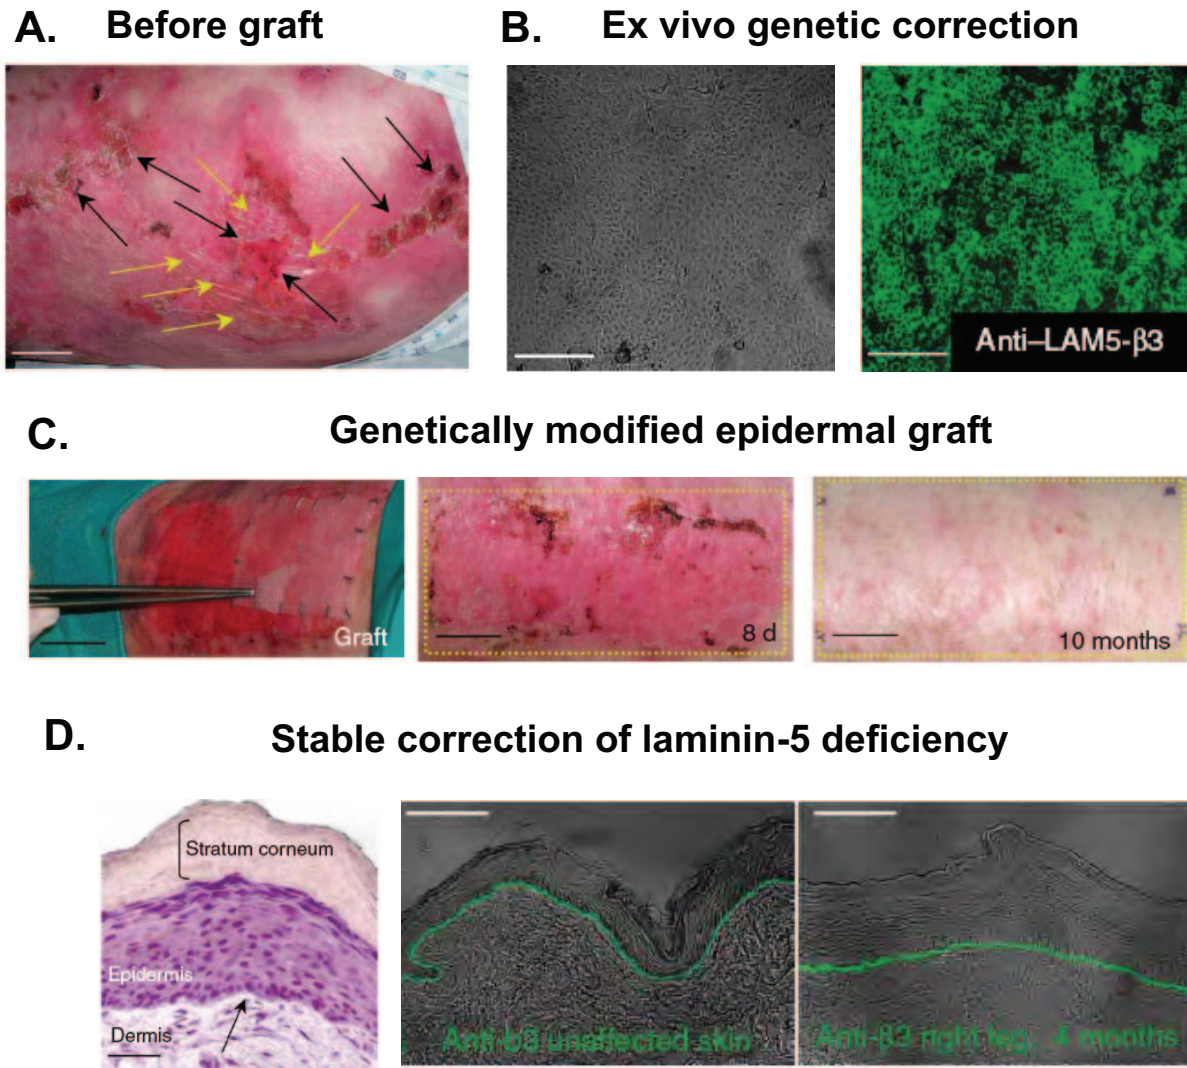 A. Before graft
B. Ex vivo genetic correction
Anti–LAM5-β3
C. Genetically modified epidermal graft
Graft
8 d
10 months
D. Stable correction of laminin-5 deficiency
Stratum corneum
Epidermis
Dermis
Anti-b3 unaffected skin
Anti-β3 right leg, 4 months